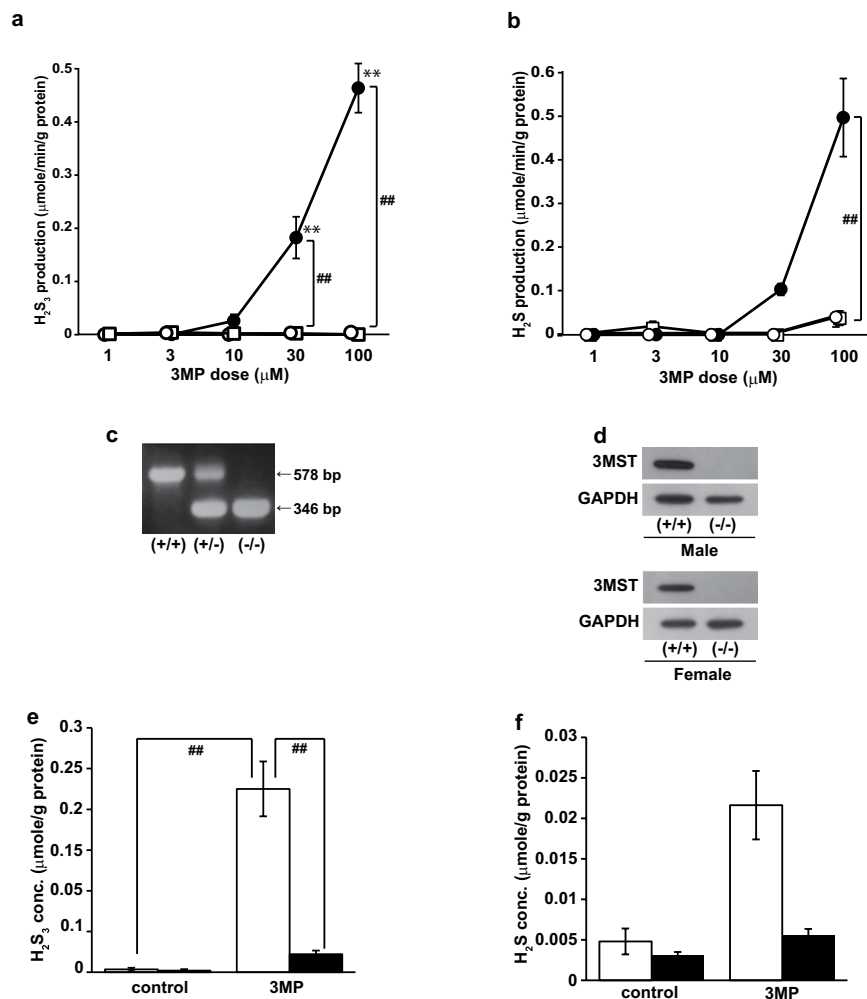 a
H₂S₃ production (μmole/min/g protein)
0.5
0.4
0.3
0.2
0.1
0
**
**
##
##
1 3 10 30 100
3MP dose (μM)
b
H₂S production (μmole/min/g protein)
0.6
0.5
0.4
0.3
0.2
0.1
0
##
1 3 10 30 100
3MP dose (μM)
c
←578 bp
←346 bp
(+/+) (+/-) (-/-)
d
3MST
GAPDH
(+/+) (-/-)
Male
3MST
GAPDH
(+/+) (-/-)
Female
e
H₂S₃ conc. (μmole/g protein)
0.3
0.25
0.2
0.15
0.05
0.1
0
## ##
control 3MP
f
H₂S conc. (μmole/g protein)
0.03
0.025
0.02
0.015
0.01
0.005
0
control 3MP